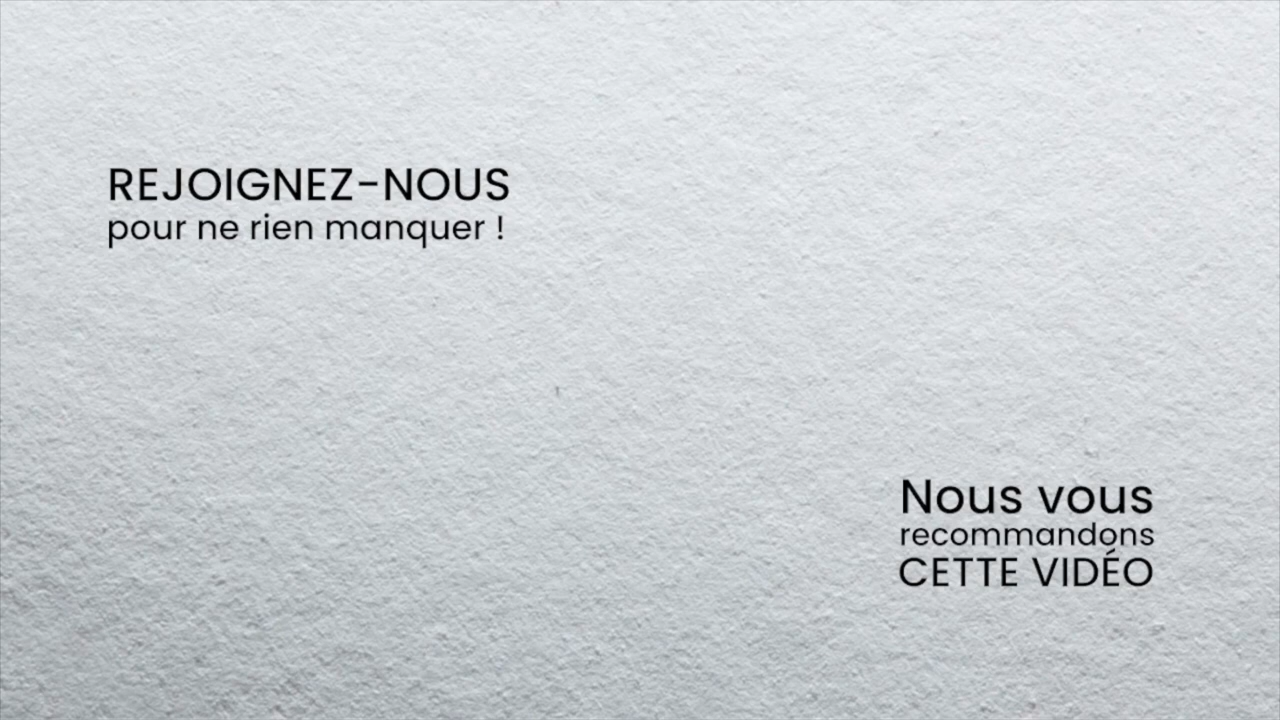 REJOIGNEZ-NOUS
pour ne rien manquer !
Nous vous
recommandons
CETTE VIDÉO